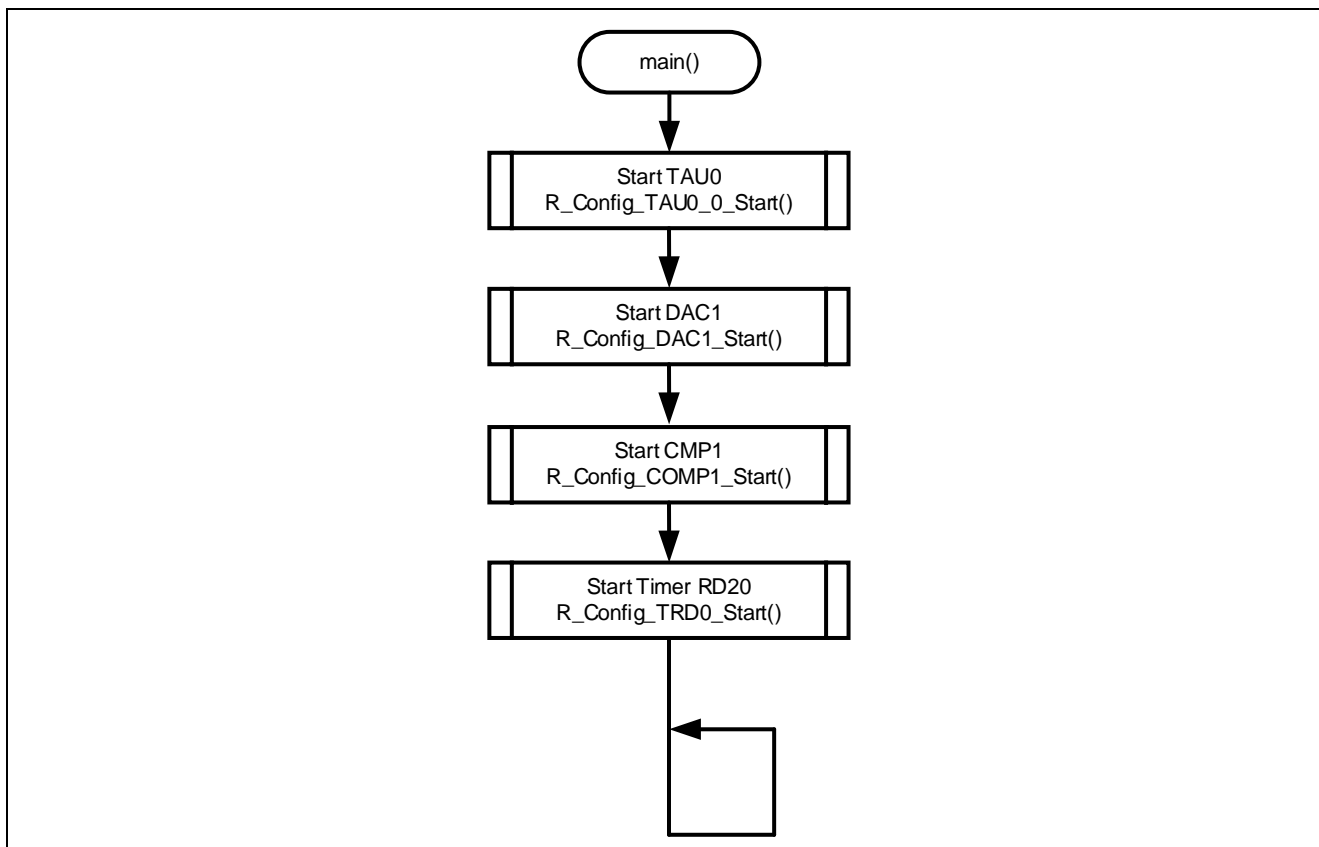 main()
Start TAU0
R_Config_TAU0_0_Start()
Start DAC1
R_Config_DAC1_Start()
Start CMP1
R_Config_COMP1_Start()
Start Timer RD20
R_Config_TRD0_Start()